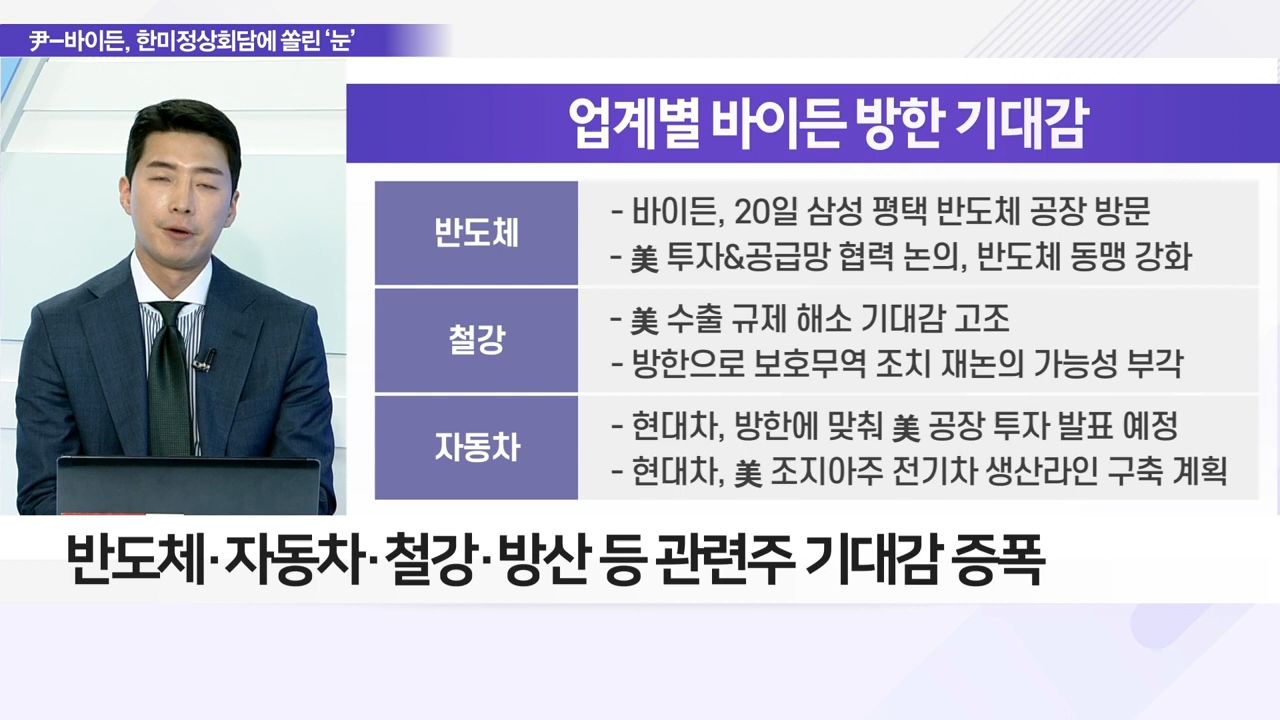 尹–바이든, 한미정상회담에 쏠린 ‘눈’
업계별 바이든 방한 기대감
반도체
- 바이든, 20일 삼성 평택 반도체 공장 방문
- 美 투자&공급망 협력 논의, 반도체 동맹 강화
철강
- 美 수출 규제 해소 기대감 고조
- 방한으로 보호무역 조치 재논의 가능성 부각
자동차
- 현대차, 방한에 맞춰 美 공장 투자 발표 예정
- 현대차, 美 조지아주 전기차 생산라인 구축 계획
반도체·자동차·철강·방산 등 관련주 기대감 증폭